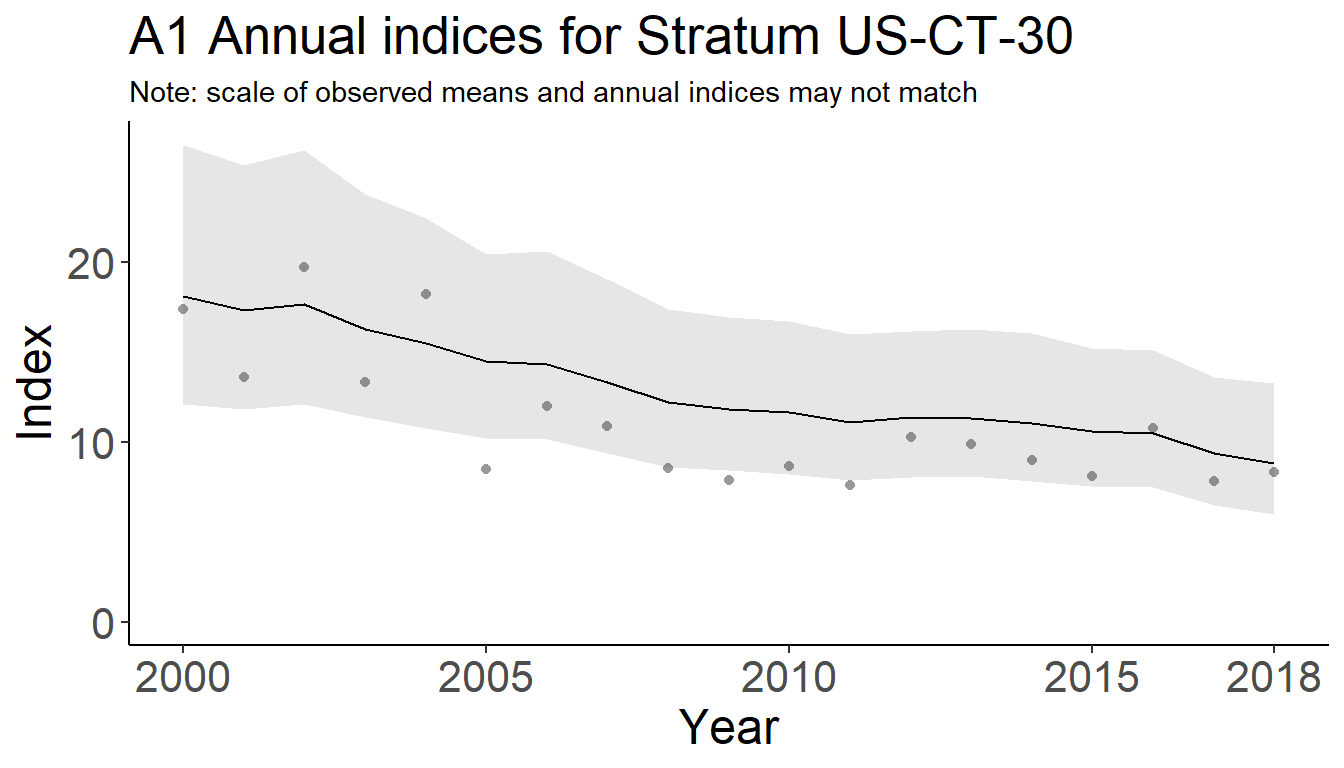 A1 Annual indices for Stratum US-CT-30
Note: scale of observed means and annual indices may not match
20
10
0
Index
2000 2005 2010 2015 2018
Year